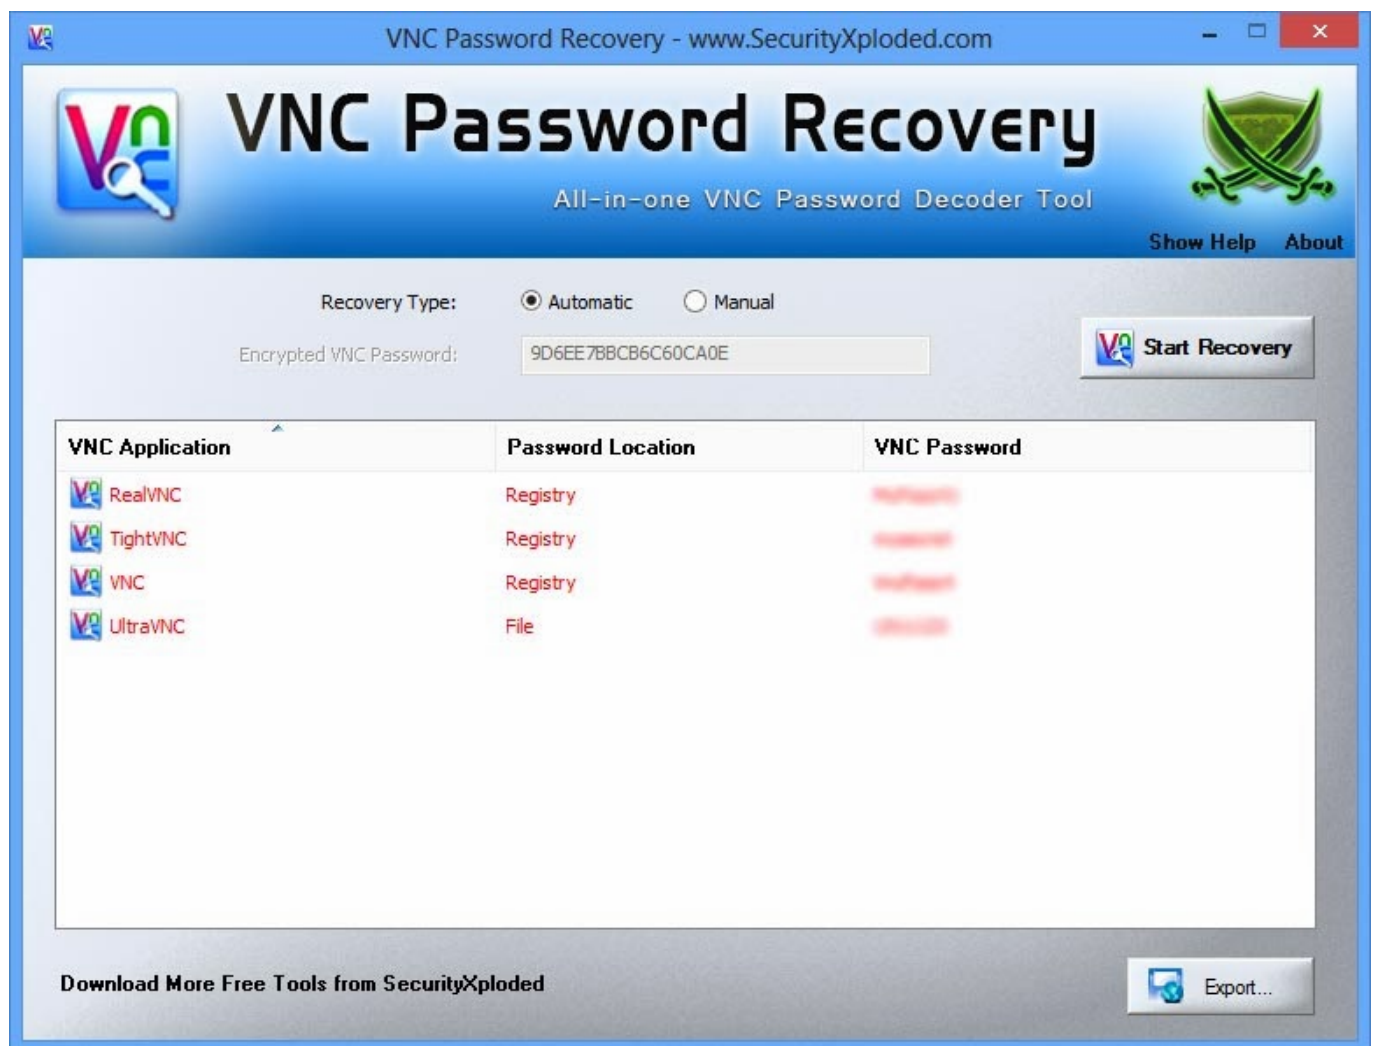 VNC Password Recovery - www.SecurityXploded.com
VNC Password Recovery
All-in-one VNC Password Decoder Tool
Show Help About
Recovery Type: Automatic Manual
Encrypted VNC Password: 9D6EE7BBCB6C60CA0E
Start Recovery
VNC Application Password Location VNC Password
RealVNC Registry
TightVNC Registry
VNC Registry
UltraVNC File
Download More Free Tools from SecurityXploded
Export...